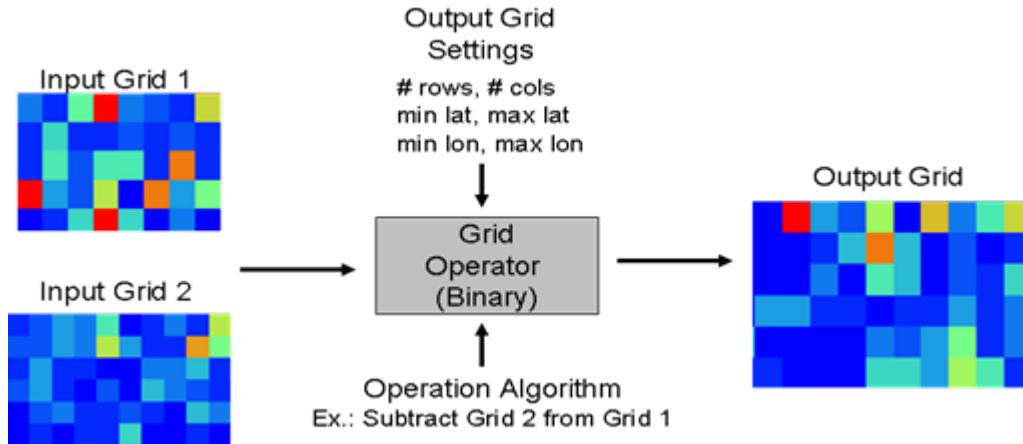 Output Grid
Settings
# rows, # cols
min lat, max lat
min lon, max lon
Input Grid 1
Input Grid 2
Grid
Operator
(Binary)
Output Grid
Operation Algorithm
Ex.: Subtract Grid 2 from Grid 1